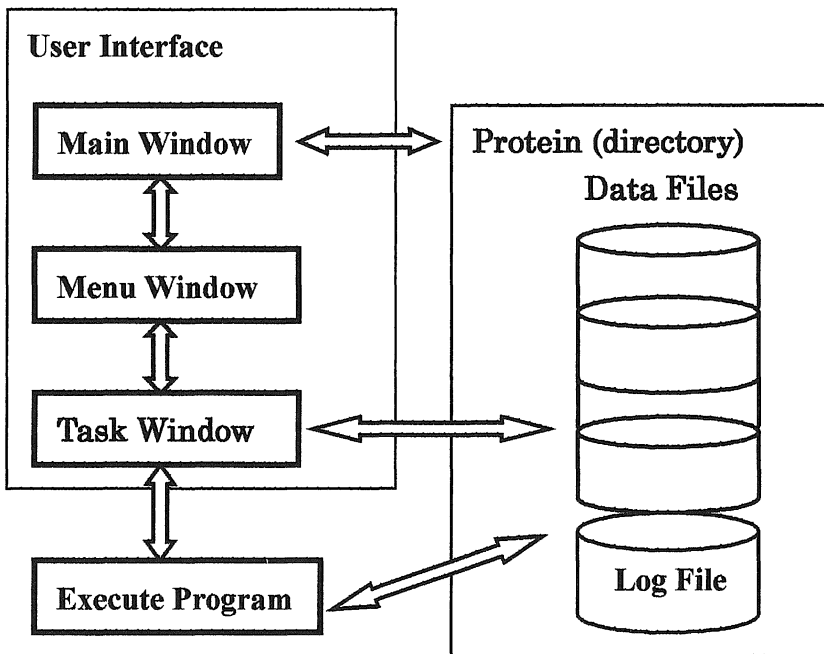 User Interface
Main Window
Menu Window
Task Window
Execute Program
Protein (directory)
Data Files
Log File